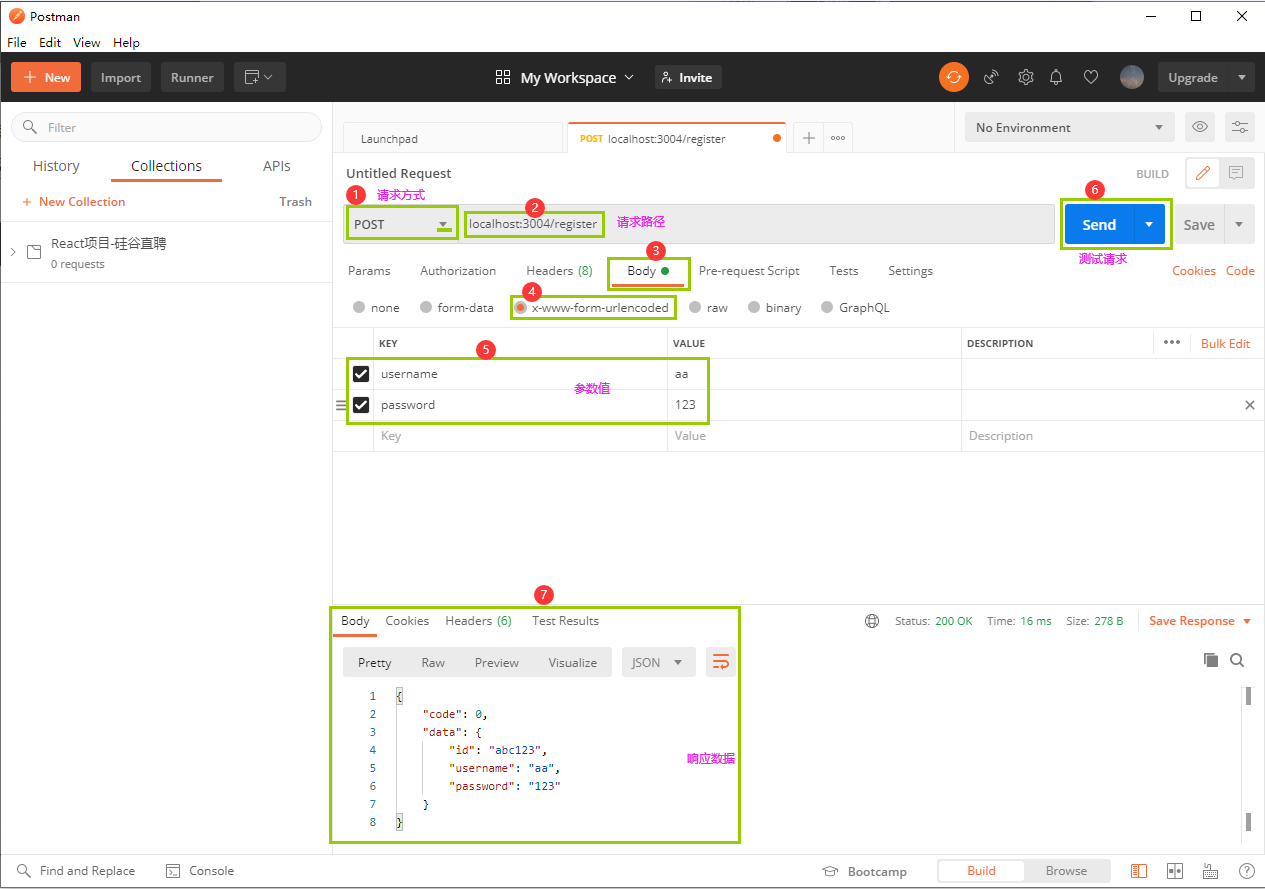 Postman
File Edit View Help
New Import Runner My Workspace Invite Upgrade
Filter
History Collections APIs
+ New Collection Trash
React项目-硅谷直聘
0 requests
Launchpad POST localhost:3004/register No Environment
Untitled Request BUILD
1 请求方式 2 6
POST localhost:3004/register 请求路径 Send Save
3 测试请求
Params Authorization Headers (8) Body Pre-request Script Tests Settings Cookies Code
4
none form-data x-www-form-urlencoded raw binary GraphQL
KEY VALUE DESCRIPTION ••• Bulk Edit
5
username aa
参数值
password 123
Key Value Description
7
Body Cookies Headers (6) Test Results Status: 200 OK Time: 16 ms Size: 278 B Save Response
Pretty Raw Preview Visualize JSON
1 {
2 "code": 0,
3 "data": {
4 "id": "abc123",
响应数据
5 "username": "aa",
6 "password": "123"
7 }
8 }
Find and Replace Console Bootcamp Build Browse